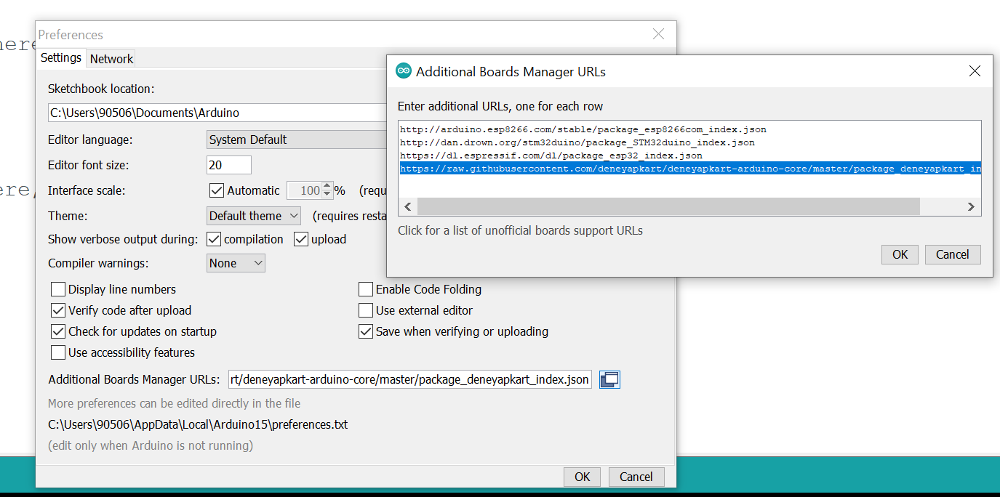 here
ere,
Preferences
Settings Network
Sketchbook location:
C:\Users\90506\Documents\Arduino
Editor language: System Default
Editor font size: 20
Interface scale: Automatic 100 % (requ
Theme: Default theme (requires resta
Show verbose output during: compilation upload
Compiler warnings: None
Display line numbers Enable Code Folding
Verify code after upload Use external editor
Check for updates on startup Save when verifying or uploading
Use accessibility features
Additional Boards Manager URLs: rt/deneyapkart-arduino-core/master/package_deneyapkart_index.json
More preferences can be edited directly in the file
C:\Users\90506\AppData\Local\Arduino15\preferences.txt
(edit only when Arduino is not running)
OK Cancel
Additional Boards Manager URLs
Enter additional URLs, one for each row
http://arduino.esp8266.com/stable/package_esp8266com_index.json
http://dan.drown.org/stm32duino/package_STM32duino_index.json
https://dl.espressif.com/dl/package_esp32_index.json
https://raw.githubusercontent.com/deneyapkart/deneyapkart-arduino-core/master/package_deneyapkart_in
Click for a list of unofficial boards support URLs
OK Cancel